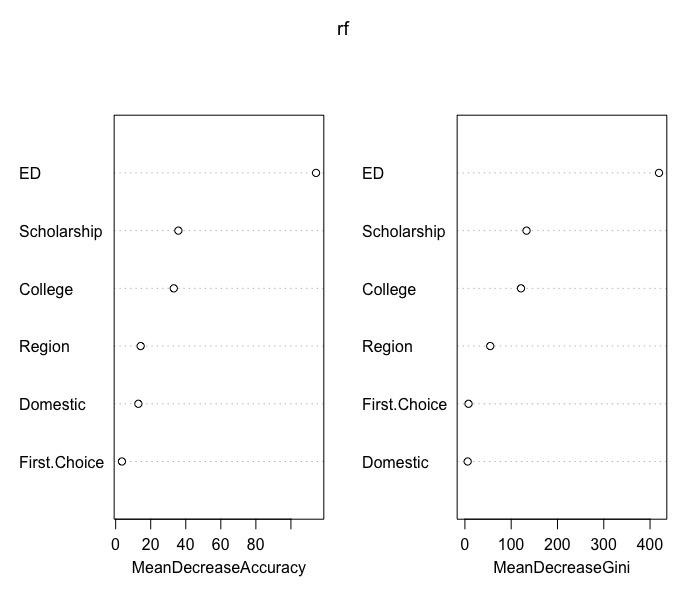 rf
ED
Scholarship
College
Region
Domestic
First.Choice
0 20 40 60 80
MeanDecreaseAccuracy
ED
Scholarship
College
Region
First.Choice
Domestic
0 100 200 300 400
MeanDecreaseGini